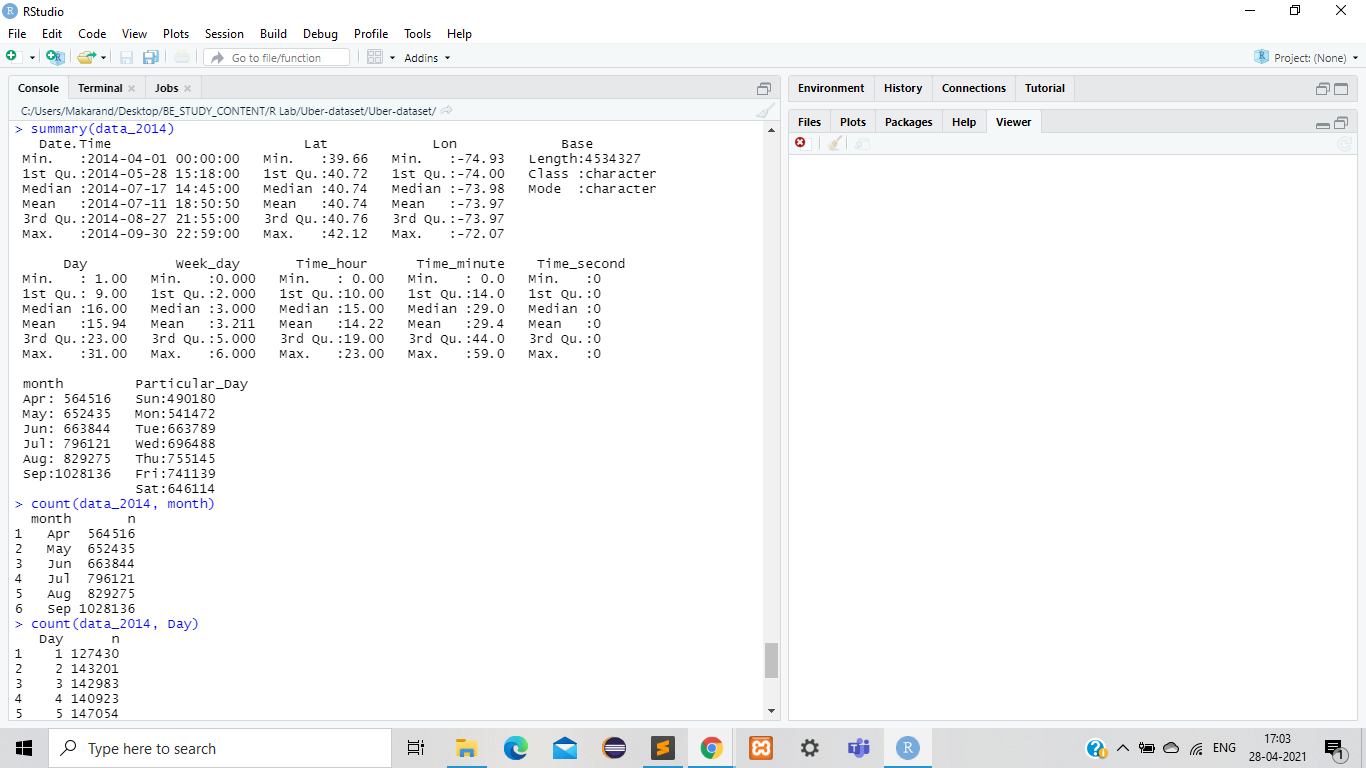 RStudio
File Edit Code View Plots Session Build Debug Profile Tools Help
Go to file/function Addins Project: (None)
Console Terminal Jobs
C:/Users/Makarand/Desktop/BE_STUDY_CONTENT/R Lab/Uber-dataset/Uber-dataset/
> summary(data_2014)
Date.Time Lat Lon Base
Min. :2014-04-01 00:00:00 Min. :39.66 Min. :-74.93 Length:4534327
1st Qu.:2014-05-28 15:18:00 1st Qu.:40.72 1st Qu.:-74.00 Class :character
Median :2014-07-17 14:45:00 Median :40.74 Median :-73.98 Mode :character
Mean :2014-07-11 18:50:50 Mean :40.74 Mean :-73.97
3rd Qu.:2014-08-27 21:55:00 3rd Qu.:40.76 3rd Qu.:-73.97
Max. :2014-09-30 22:59:00 Max. :42.12 Max. :-72.07
Day Week_day Time_hour Time_minute Time_second
Min. : 1.00 Min. :0.000 Min. : 0.00 Min. : 0.0 Min. :0
1st Qu.: 9.00 1st Qu.:2.000 1st Qu.:10.00 1st Qu.:14.0 1st Qu.:0
Median :16.00 Median :3.000 Median :15.00 Median :29.0 Median :0
Mean :15.94 Mean :3.211 Mean :14.22 Mean :29.4 Mean :0
3rd Qu.:23.00 3rd Qu.:5.000 3rd Qu.:19.00 3rd Qu.:44.0 3rd Qu.:0
Max. :31.00 Max. :6.000 Max. :23.00 Max. :59.0 Max. :0
month Particular_Day
Apr: 564516 Sun:490180
May: 652435 Mon:541472
Jun: 663844 Tue:663789
Jul: 796121 Wed:696488
Aug: 829275 Thu:755145
Sep:1028136 Fri:741139
Sat:646114
> count(data_2014, month)
month n
1 Apr 564516
2 May 652435
3 Jun 663844
4 Jul 796121
5 Aug 829275
6 Sep 1028136
> count(data_2014, Day)
Day n
1 1 127430
2 2 143201
3 3 142983
4 4 140923
5 5 147054
Environment History Connections Tutorial
Files Plots Packages Help Viewer
Type here to search
ENG
17:03
28-04-2021
1